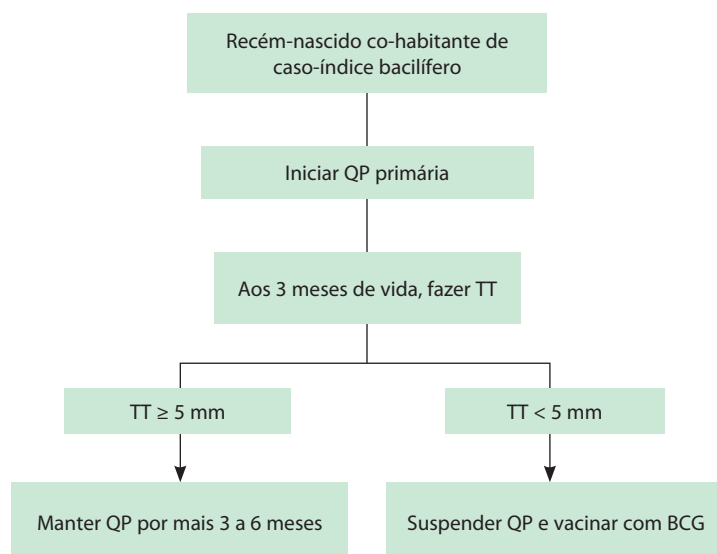 Recém-nascido co-habitante de
caso-índice bacilífero
Iniciar QP primária
Aos 3 meses de vida, fazer TT
TT ≥ 5 mm
TT < 5 mm
Manter QP por mais 3 a 6 meses
Suspender QP e vacinar com BCG